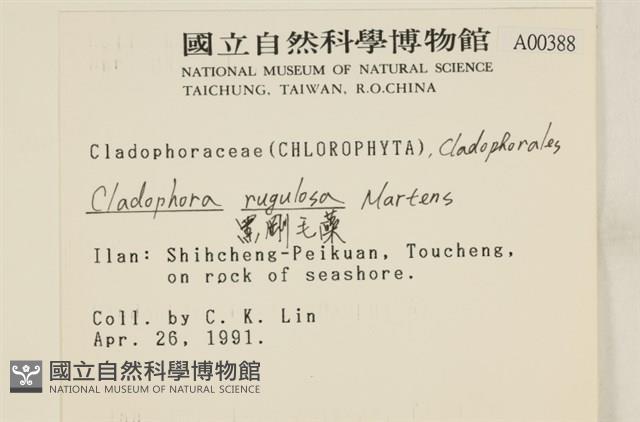 國立自然科學博物館
A00388
NATIONAL MUSEUM OF NATURAL SCIENCE
TAICHUNG, TAIWAN, R.O.CHINA
Cladophoraceae(CHLOROPHYTA), Cladophorales
Cladophora rugulosa Martens
黑剛毛藻
Ilan: Shihcheng-Peikuan, Toucheng,
on rock of seashore.
Coll. by C. K. Lin
Apr. 26, 1991.
國立自然科學博物館
NATIONAL MUSEUM OF NATURAL SCIENCE